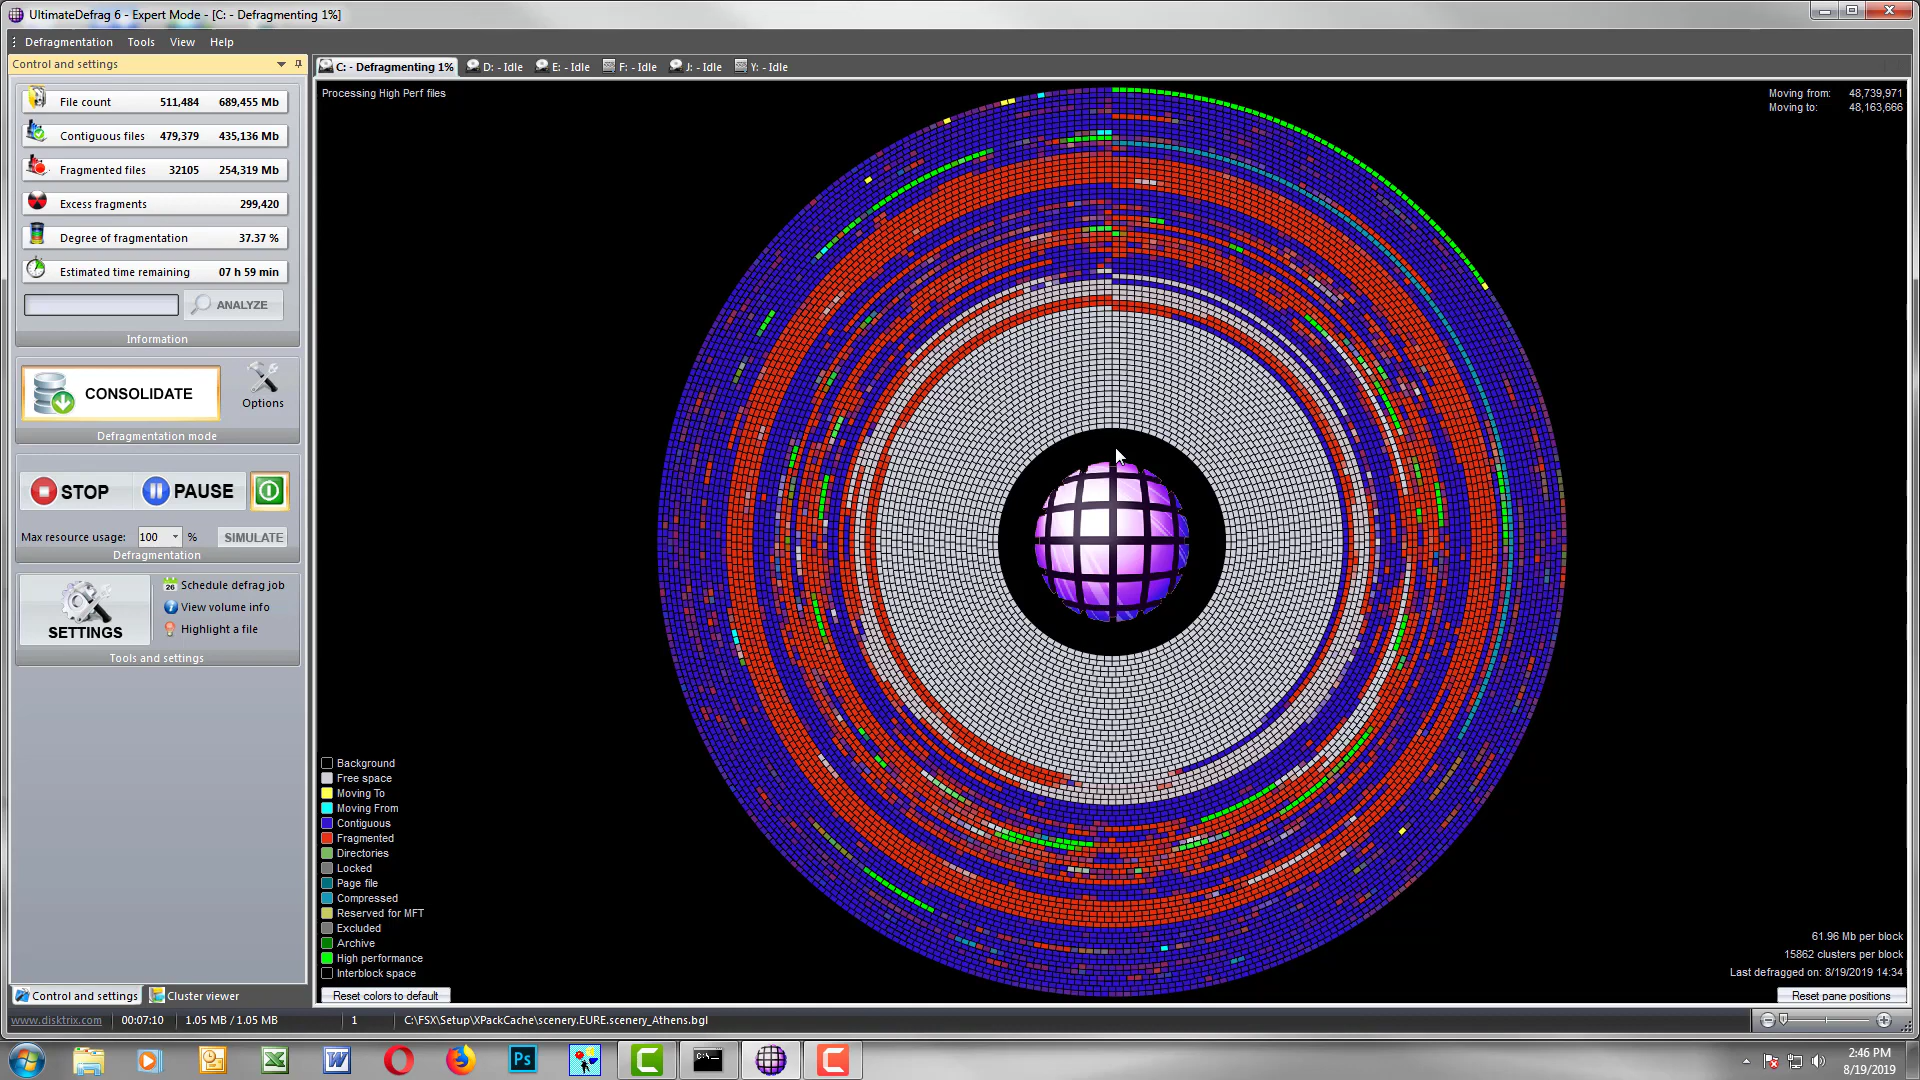 UltimateDefrag 6 - Expert Mode - [C: - Defragmenting 1%]
Defragmentation Tools View Help
Control and settings
C: - Defragmenting 1% D: - Idle E: - Idle F: - Idle J: - Idle Y: - Idle
Processing High Perf files
Moving from: 48,739,971
Moving to: 48,163,666
File count 511,484 689,455 Mb
Contiguous files 479,379 435,136 Mb
Fragmented files 32105 254,319 Mb
Excess fragments 299,420
Degree of fragmentation 37.37 %
Estimated time remaining 07 h 59 min
ANALYZE
Information
CONSOLIDATE
Options
Defragmentation mode
STOP PAUSE
Max resource usage: 100 % SIMULATE
Defragmentation
SETTINGS
26 Schedule defrag job
View volume info
Highlight a file
Tools and settings
Background
Free space
Moving To
Moving From
Contiguous
Fragmented
Directories
Locked
Page file
Compressed
Reserved for MFT
Excluded
Archive
High performance
Interblock space
Reset colors to default
61.96 Mb per block
15862 clusters per block
Last defragged on: 8/19/2019 14:34
Reset pane positions
Control and settings Cluster viewer
www.disktrix.com 00:07:10 1.05 MB / 1.05 MB 1 C:\FSX\Setup\XPackCache\scenery.EURE.scenery_Athens.bgl
Ps
2:46 PM
8/19/2019